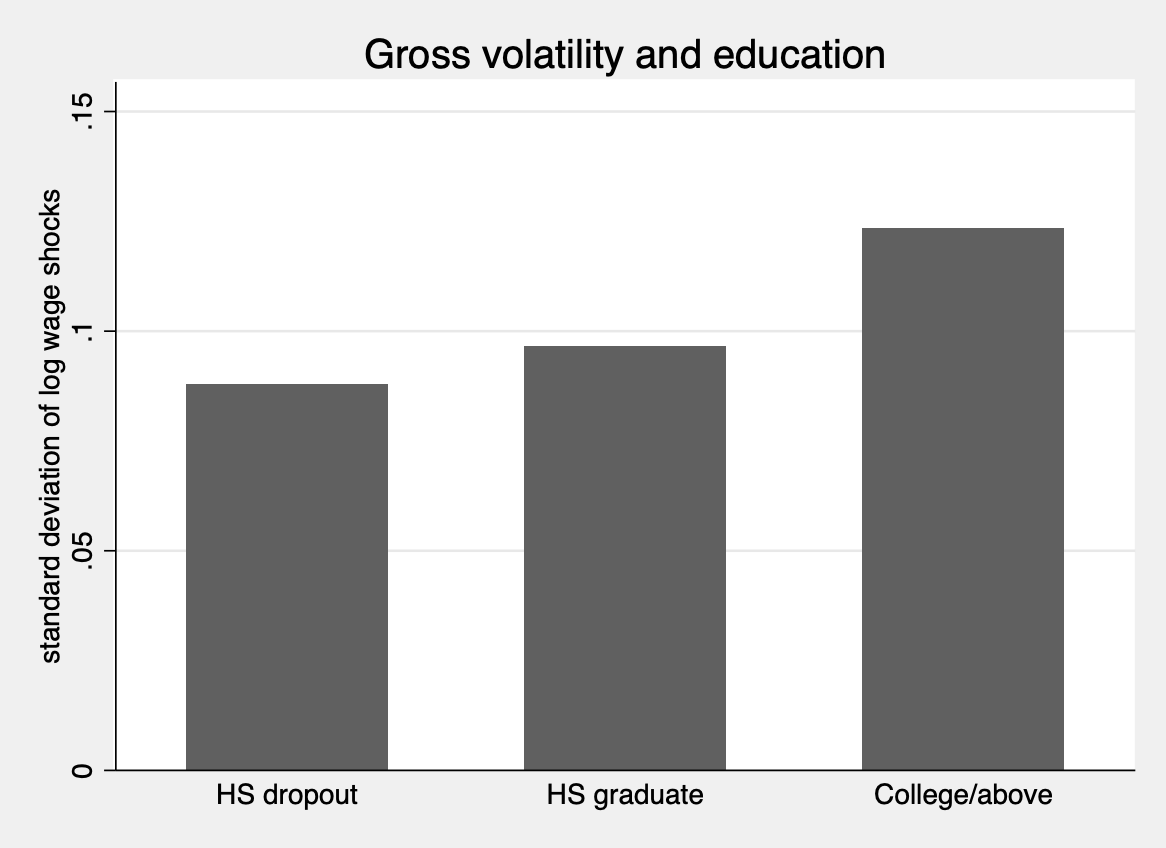 Gross volatility and education
standard deviation of log wage shocks
.15
.1
.05
0
HS dropout
HS graduate
College/above